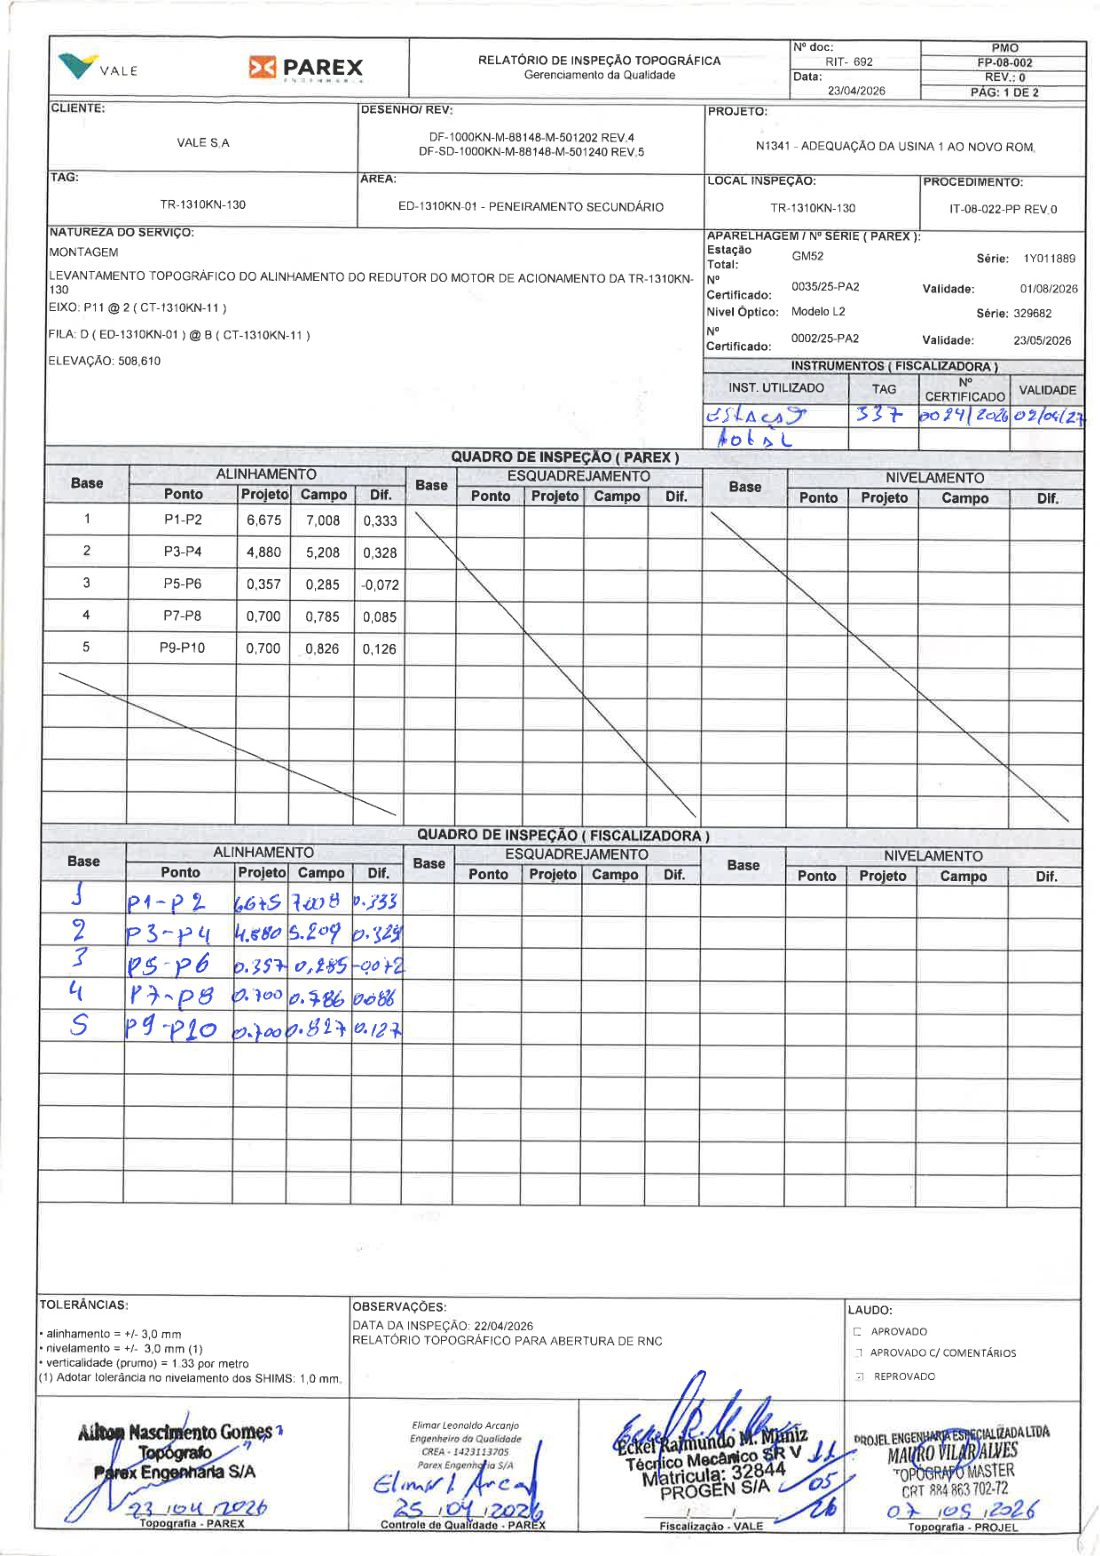 VALE
PAREX
ENGENHARIA
RELATÓRIO DE INSPEÇÃO TOPOGRÁFICA
Gerenciamento da Qualidade
Nº doc:
RIT- 692
Data:
23/04/2026
PMO
FP-08-002
REV.: 0
PÁG: 1 DE 2
CLIENTE:
VALE S.A
DESENHO/ REV:
DF-1000KN-M-88148-M-501202 REV.4
DF-SD-1000KN-M-88148-M-501240 REV.5
PROJETO:
N1341 - ADEQUAÇÃO DA USINA 1 AO NOVO ROM.
TAG:
TR-1310KN-130
ÁREA:
ED-1310KN-01 - PENEIRAMENTO SECUNDÁRIO
LOCAL INSPEÇÃO:
TR-1310KN-130
PROCEDIMENTO:
IT-08-022-PP REV.0
NATUREZA DO SERVIÇO:
MONTAGEM
LEVANTAMENTO TOPOGRÁFICO DO ALINHAMENTO DO REDUTOR DO MOTOR DE ACIONAMENTO DA TR-1310KN-
130
EIXO: P11 @ 2 ( CT-1310KN-11 )
FILA: D ( ED-1310KN-01 ) @ B ( CT-1310KN-11 )
ELEVAÇÃO: 508,610
APARELHAGEM / Nº SÉRIE ( PAREX ):
Estação Total: GM52 Série: 1Y011889
Nº Certificado: 0035/25-PA2 Validade: 01/08/2026
Nivel Óptico: Modelo L2 Série: 329682
Nº Certificado: 0002/25-PA2 Validade: 23/05/2026
INSTRUMENTOS ( FISCALIZADORA )
INST. UTILIZADO TAG Nº CERTIFICADO VALIDADE
ESTAÇÃO 337 0024/2026 02/04/27
TOTAL
QUADRO DE INSPEÇÃO ( PAREX )
Base ALINHAMENTO Base ESQUADREJAMENTO Base NIVELAMENTO
Ponto Projeto Campo Dif. Ponto Projeto Campo Dif. Ponto Projeto Campo Dif.
1 P1-P2 6,675 7,008 0,333
2 P3-P4 4,880 5,208 0,328
3 P5-P6 0,357 0,285 -0,072
4 P7-P8 0,700 0,785 0,085
5 P9-P10 0,700 0,826 0,126
QUADRO DE INSPEÇÃO ( FISCALIZADORA )
Base ALINHAMENTO Base ESQUADREJAMENTO Base NIVELAMENTO
Ponto Projeto Campo Dif. Ponto Projeto Campo Dif. Ponto Projeto Campo Dif.
1 P1-P2 6675 7.008 0.333
2 P3-P4 4.880 5.209 0.329
3 P5-P6 0.357 0,285 -0072
4 P7-P8 0.700 0.786 0086
5 P9-P10 0.700 0.827 0.127
TOLERÂNCIAS:
• alinhamento = +/- 3,0 mm
• nivelamento = +/- 3,0 mm (1)
• verticalidade (prumo) = 1.33 por metro
(1) Adotar tolerância no nivelamento dos SHIMS: 1,0 mm.
OBSERVAÇÕES:
DATA DA INSPEÇÃO: 22/04/2026
RELATÓRIO TOPOGRÁFICO PARA ABERTURA DE RNC
LAUDO:
APROVADO
APROVADO C/ COMENTÁRIOS
REPROVADO
Ailton Nascimento Gomes
Topógrafo
Parex Engenharia S/A
23/04/2026
Topografia - PAREX
Elimar Leonaldo Arcanjo
Engenheiro da Qualidade
CREA - 1423113705
Parex Engenharia S/A
25/04/2026
Controle de Qualidade - PAREX
Eckel Raimundo M. Muniz
Técnico Mecânico SR V
Matricula: 32844
PROGEN S/A
11
05
26
Fiscalização - VALE
PROJEL ENGENHARIA ESPECIALIZADA LTDA
MAURO VILAR ALVES
TOPÓGRAFO MASTER
CRT 884 863 702-72
07/05/2026
Topografia - PROJEL